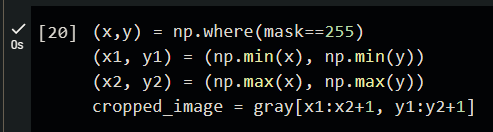 [20] (x,y) = np.where(mask==255)
0s
(x1, y1) = (np.min(x), np.min(y))
(x2, y2) = (np.max(x), np.max(y))
cropped_image = gray[x1:x2+1, y1:y2+1]